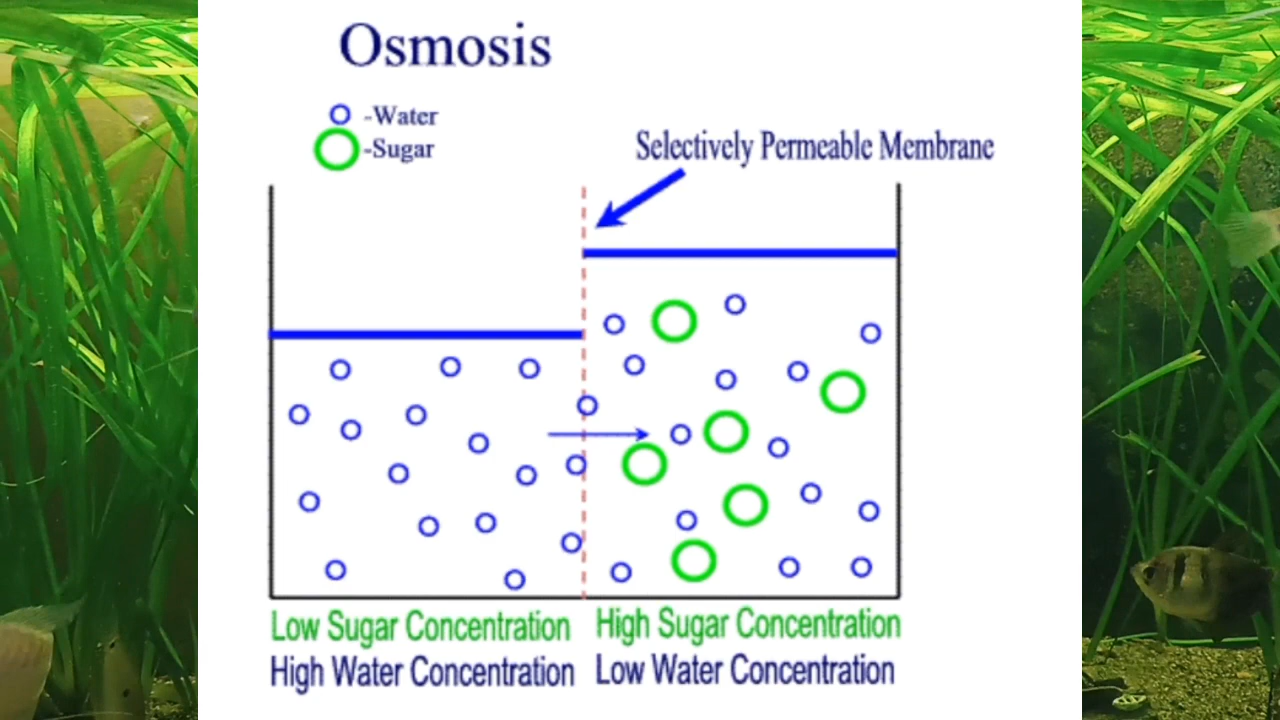 Osmosis
-Water
-Sugar
Selectively Permeable Membrane
Low Sugar Concentration
High Water Concentration
High Sugar Concentration
Low Water Concentration